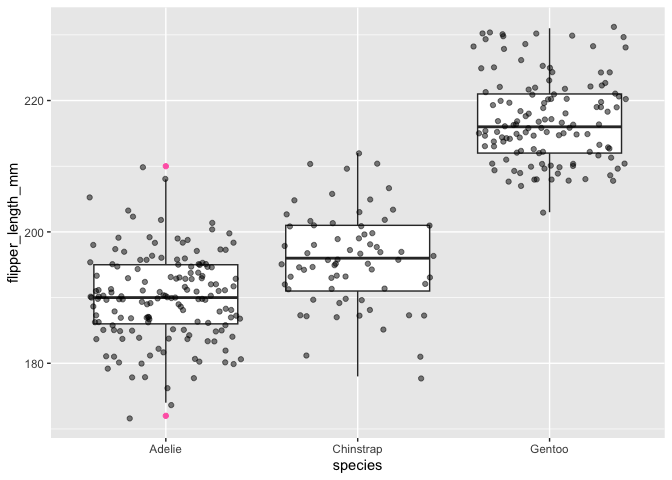 flipper_length_mm
220
200
180
Adelie
Chinstrap
Gentoo
species